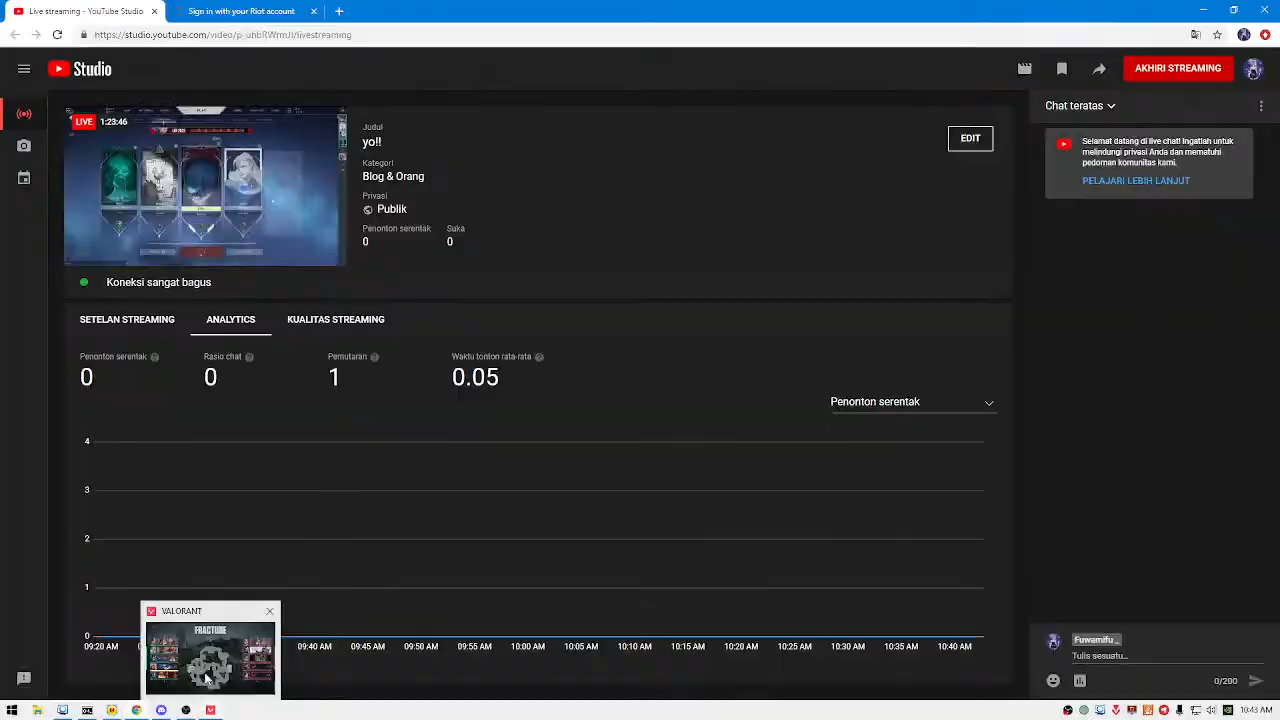 Live streaming - YouTube Studio
Sign in with your Riot account
Studio
AKHIRI STREAMING
LIVE 1:23:46
Judul
yo!!
Kategori
Blog & Orang
Privasi
Publik
Penonton serentak Suka
0 0
EDIT
Koneksi sangat bagus
SETELAN STREAMING ANALYTICS KUALITAS STREAMING
Penonton serentak Rasio chat Pemutaran Waktu tonton rata-rata
0 0 1 0.05
Penonton serentak
4
3
2
1
0
09:20 AM 09:40 AM 09:45 AM 09:50 AM 09:55 AM 10:00 AM 10:05 AM 10:10 AM 10:15 AM 10:20 AM 10:25 AM 10:30 AM 10:35 AM 10:40 AM
VALORANT
FRACTURE
Chat teratas
Selamat datang di live chat! Ingatlah untuk
melindungi privasi Anda dan mematuhi
pedoman komunitas kami.
PELAJARI LEBIH LANJUT
Fuwamifu _
Tulis sesuatu...
0/200
10:43 AM